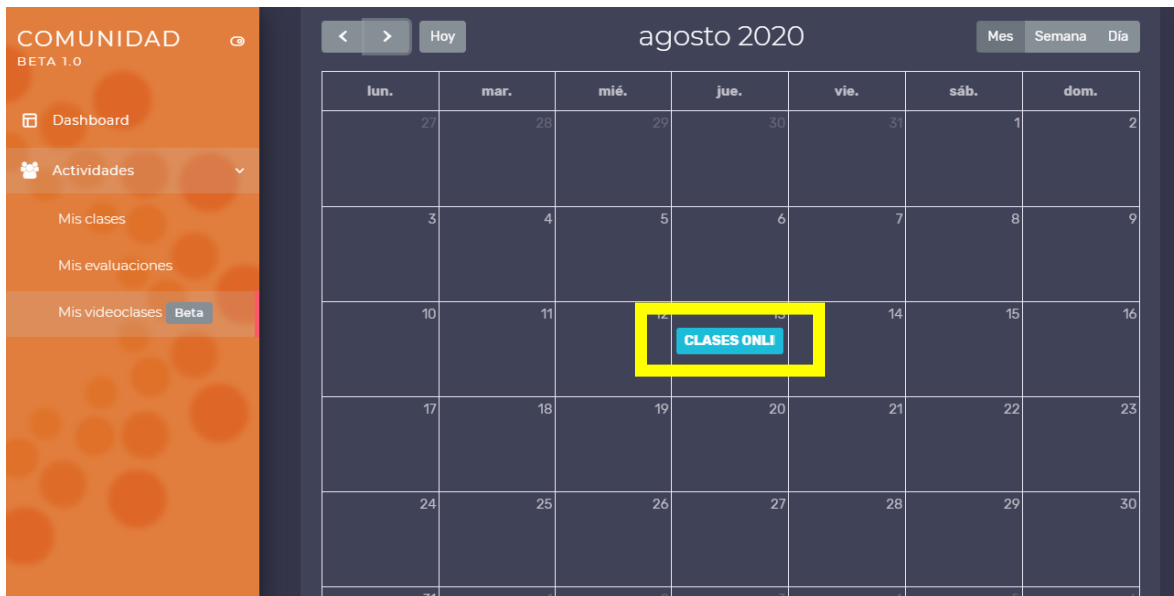 COMUNIDAD
BETA 1.0
Dashboard
Actividades
Mis clases
Mis evaluaciones
Mis videoclases Beta
Hoy
agosto 2020
Mes Semana Día
lun. mar. mié. jue. vie. sáb. dom.
27 28 29 30 31 1 2
3 4 5 6 7 8 9
10 11 12 13 14 15 16
CLASES ONLI
17 18 19 20 21 22 23
24 25 26 27 28 29 30
31